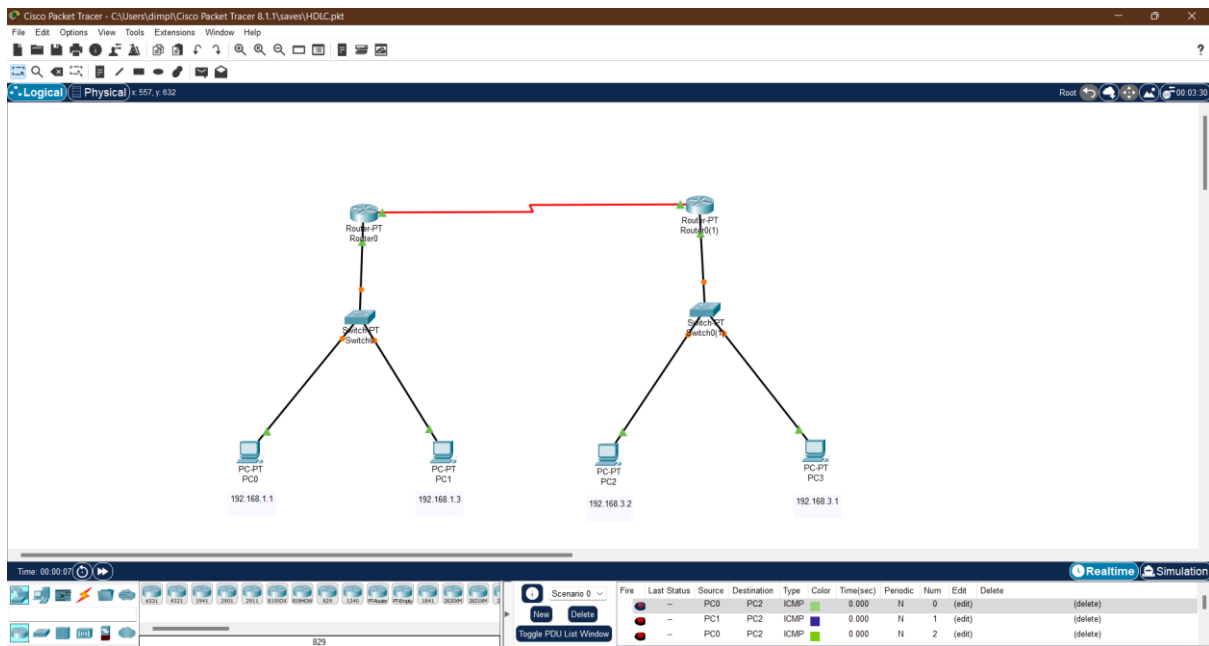 Cisco Packet Tracer - C:\Users\dimpl\Cisco Packet Tracer 8.1.1\saves\HDLC.pkt
File Edit Options View Tools Extensions Window Help
?
Logical Physical x: 557, y: 632
Root 00:03:30
Router-PT
Router0
Router-PT
Router0(1)
Switch-PT
Switch0
Switch-PT
Switch0(1)
PC-PT
PC0
PC-PT
PC1
PC-PT
PC2
PC-PT
PC3
192.168.1.1
192.168.1.3
192.168.3.2
192.168.3.1
Time: 00:00:07
Realtime Simulation
4331 4321 1941 2901 2911 819IOX 819HGW 829 1240 PT-Router PT-Empty 1841 2620XM 2621XM
829
Scenario 0
New Delete
Toggle PDU List Window
Fire Last Status Source Destination Type Color Time(sec) Periodic Num Edit Delete
-- PC0 PC2 ICMP 0.000 N 0 (edit) (delete)
-- PC1 PC2 ICMP 0.000 N 1 (edit) (delete)
-- PC0 PC2 ICMP 0.000 N 2 (edit) (delete)